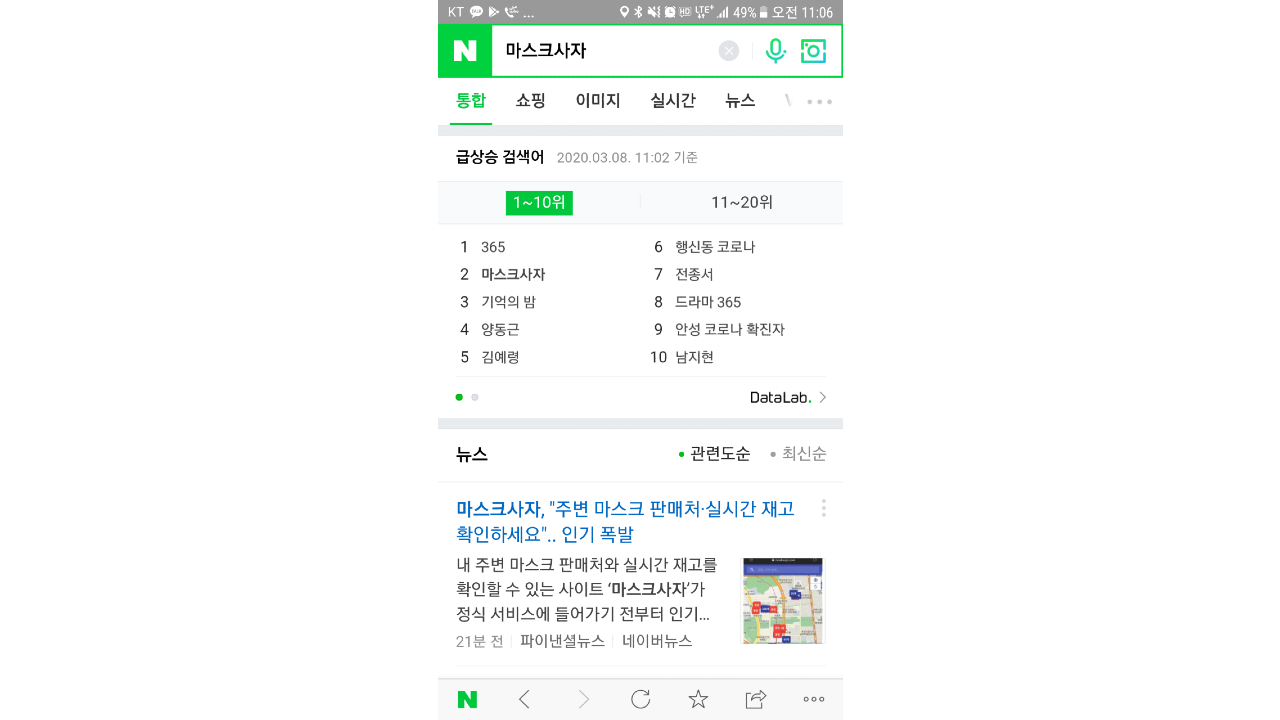 KT ... HD LTE+ 49% 오전 11:06
N 마스크사자
통합 쇼핑 이미지 실시간 뉴스
급상승 검색어 2020.03.08. 11:02 기준
1~10위 11~20위
1 365
2 마스크사자
3 기억의 밤
4 양동근
5 김예령
6 행신동 코로나
7 전종서
8 드라마 365
9 안성 코로나 확진자
10 남지현
DataLab.
뉴스 관련도순 최신순
마스크사자, "주변 마스크 판매처·실시간 재고
확인하세요".. 인기 폭발
내 주변 마스크 판매처와 실시간 재고를
확인할 수 있는 사이트 ‘마스크사자’가
정식 서비스에 들어가기 전부터 인기...
21분 전 파이낸셜뉴스 네이버뉴스
N